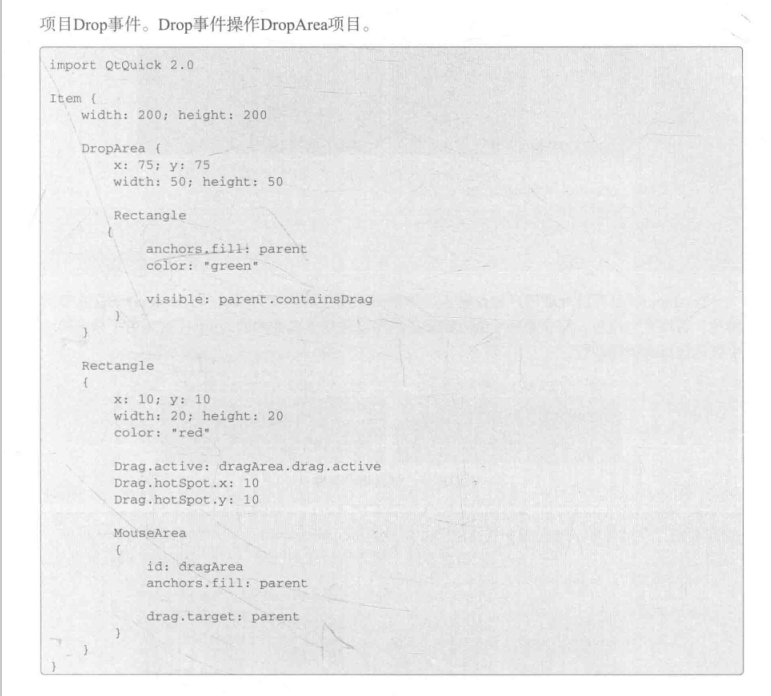 项目Drop事件。Drop事件操作DropArea项目。
import QtQuick 2.0
Item {
width: 200; height: 200
DropArea {
x: 75; y: 75
width: 50; height: 50
Rectangle
{
anchors.fill: parent
color: "green"
visible: parent.containsDrag
}
}
Rectangle
{
x: 10; y: 10
width: 20; height: 20
color: "red"
Drag.active: dragArea.drag.active
Drag.hotSpot.x: 10
Drag.hotSpot.y: 10
MouseArea
{
id: dragArea
anchors.fill: parent
drag.target: parent
}
}
}